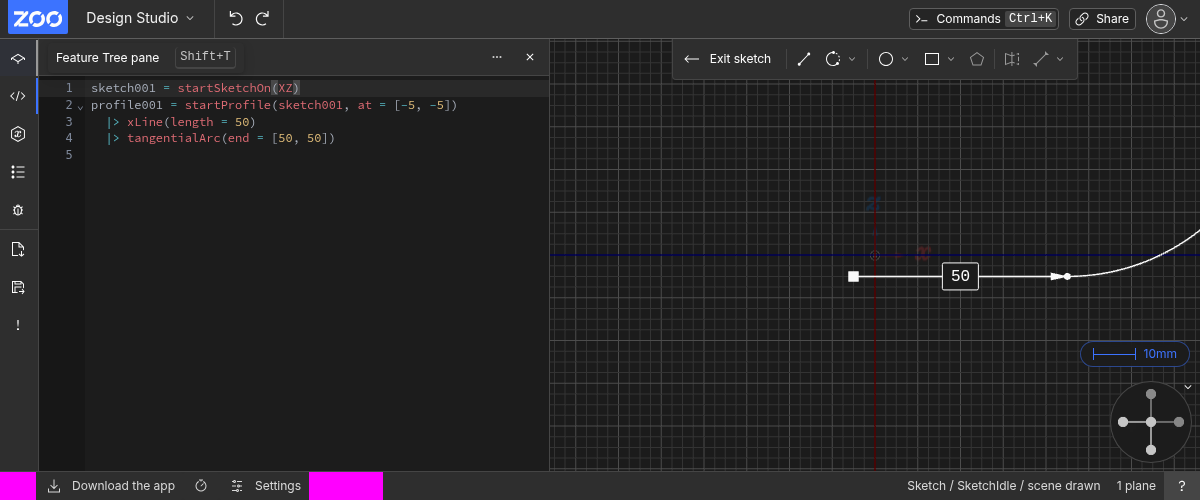 ZOO Design Studio Commands Ctrl+K Share
Feature Tree pane Shift+T
Exit sketch
1 sketch001 = startSketchOn(XZ)
2 profile001 = startProfile(sketch001, at = [-5, -5])
3 |> xLine(length = 50)
4 |> tangentialArc(end = [50, 50])
5
50
10mm
Download the app Settings Sketch / SketchIdle / scene drawn 1 plane ?